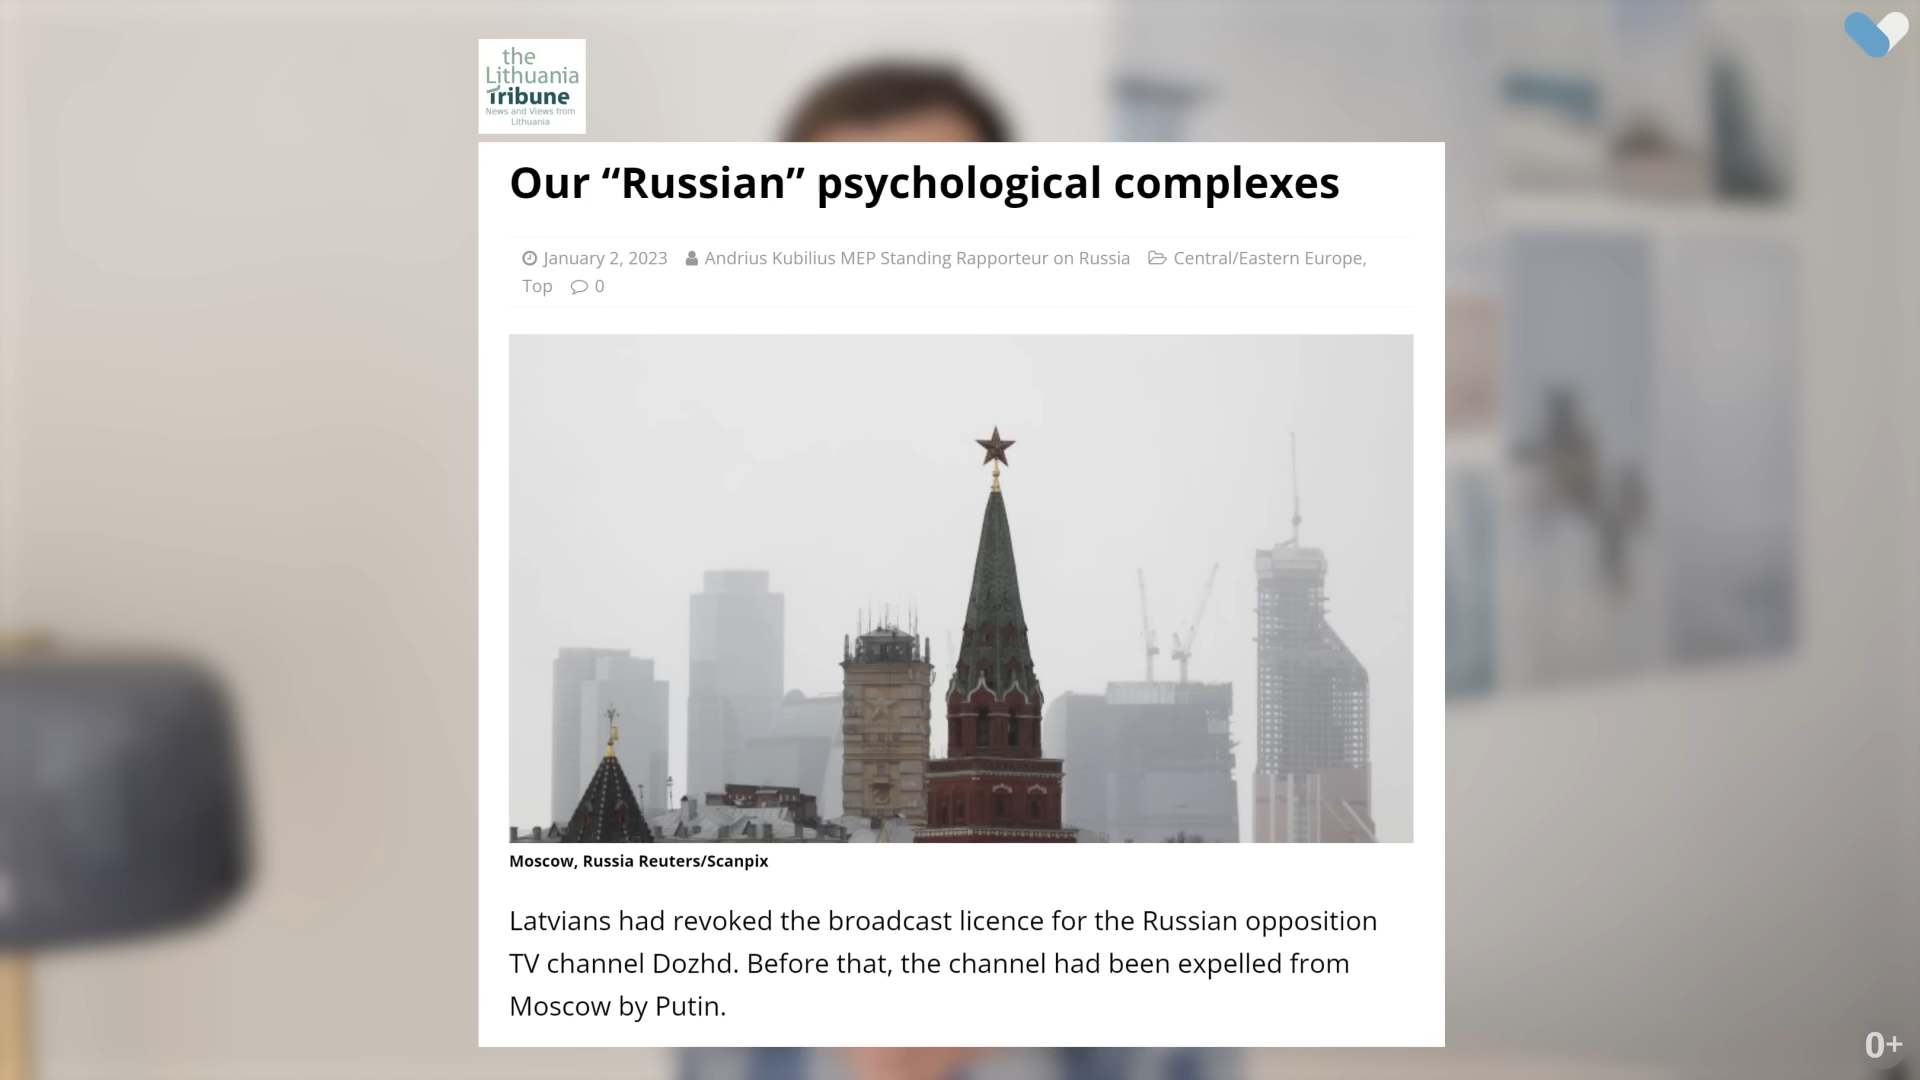 the
Lithuania
Tribune
News and Views from
Lithuania
Our “Russian” psychological complexes
January 2, 2023 Andrius Kubilius MEP Standing Rapporteur on Russia Central/Eastern Europe,
Top 0
Moscow, Russia Reuters/Scanpix
Latvians had revoked the broadcast licence for the Russian opposition
TV channel Dozhd. Before that, the channel had been expelled from
Moscow by Putin.
0+